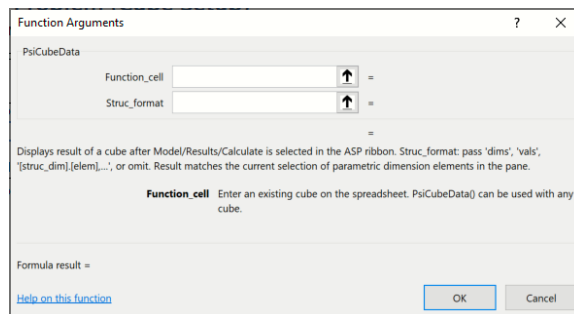 Function Arguments ? ×
PsiCubeData
Function_cell =
Struc_format =
=
Displays result of a cube after Model/Results/Calculate is selected in the ASP ribbon. Struc_format: pass 'dims', 'vals',
'[struc_dim].[elem],...', or omit. Result matches the current selection of parametric dimension elements in the pane.
Function_cell Enter an existing cube on the spreadsheet. PsiCubeData() can be used with any
cube.
Formula result =
Help on this function OK Cancel